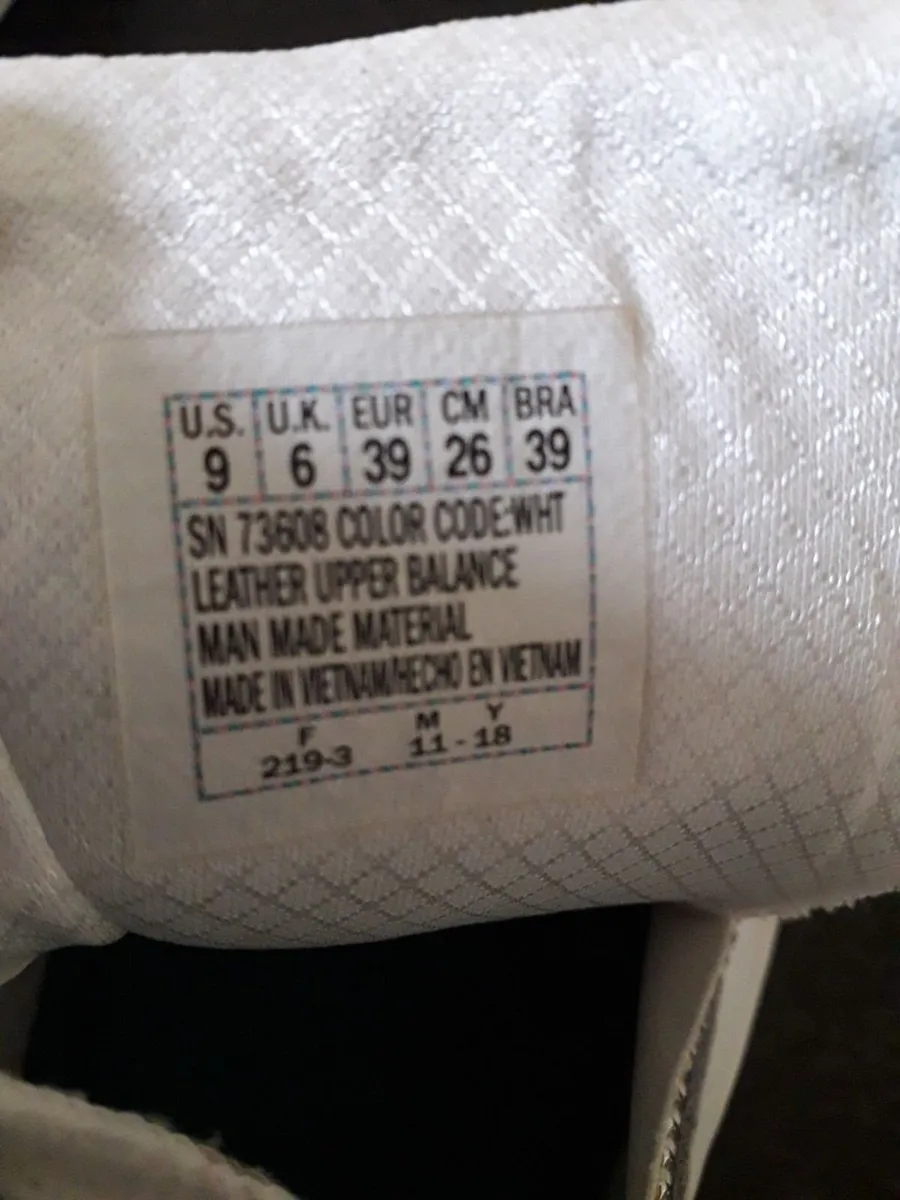 U.S. U.K. EUR CM BRA
9 6 39 26 39
SN 73608 COLOR CODE:WHT
LEATHER UPPER BALANCE
MAN MADE MATERIAL
MADE IN VIETNAM/HECHO EN VIETNAM
F M Y
219-3 11-18